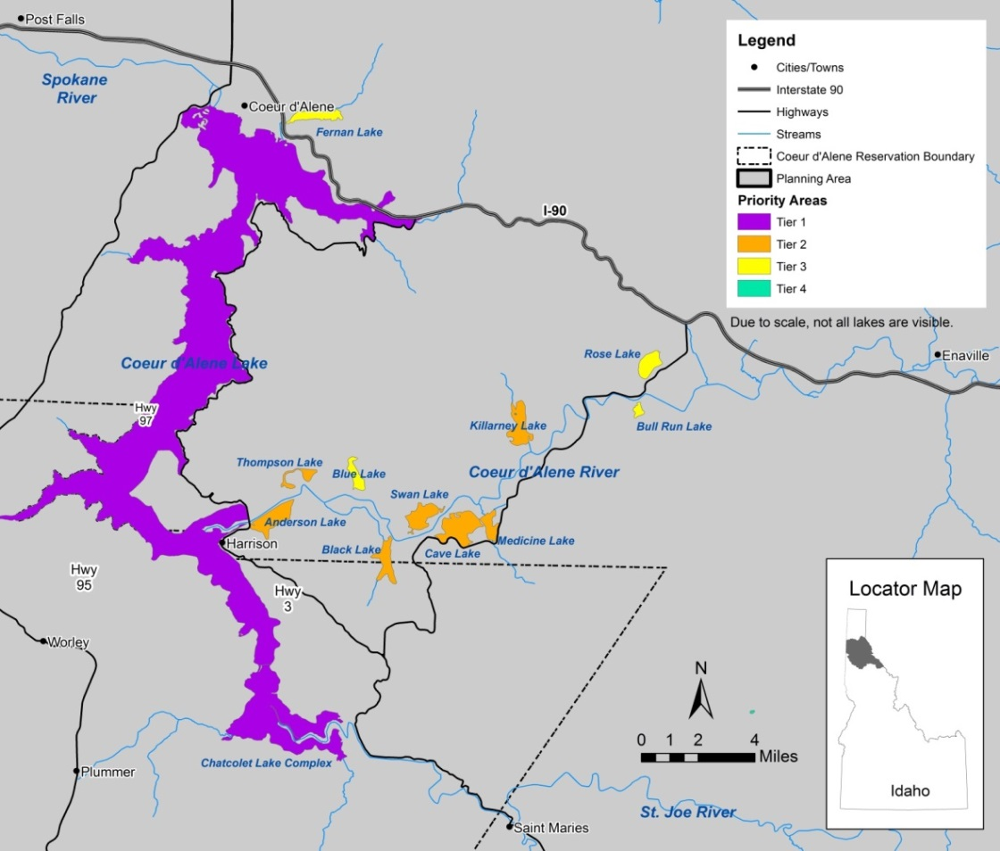 Post Falls
Spokane
River
Coeur d'Alene
Fernan Lake
I-90
Legend
Cities/Towns
Interstate 90
Highways
Streams
Coeur d'Alene Reservation Boundary
Planning Area
Priority Areas
Tier 1
Tier 2
Tier 3
Tier 4
Due to scale, not all lakes are visible.
Enaville
Rose Lake
Coeur d'Alene Lake
Hwy
97
Killarney Lake
Bull Run Lake
Thompson Lake
Blue Lake
Coeur d'Alene River
Swan Lake
Anderson Lake
Harrison
Black Lake
Cave Lake
Medicine Lake
Hwy
95
Hwy
3
Worley
Locator Map
Idaho
N
0 1 2 4
Miles
Chatcolet Lake Complex
Plummer
St. Joe River
Saint Maries